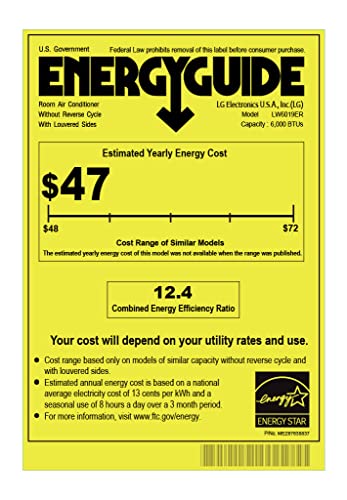 U.S. Government
Federal Law prohibits removal of this label before consumer purchase.
ENERGYGUIDE
Room Air Conditioner
Without Reverse Cycle
With Louvered Sides
LG Electronics U.S.A., Inc.(LG)
Model LW6019ER
Capacity : 6,000 BTUs
Estimated Yearly Energy Cost
$47
$48
$72
Cost Range of Similar Models
The estimated yearly energy cost of this model was not available when the range was published.
12.4
Combined Energy Efficiency Ratio
Your cost will depend on your utility rates and use.
● Cost range based only on models of similar capacity without reverse cycle and
with louvered sides.
● Estimated annual energy cost is based on a national
average electricity cost of 13 cents per kWh and a
seasonal use of 8 hours a day over a 3 month period.
● For more information, visit www.ftc.gov/energy.
energy
ENERGY STAR